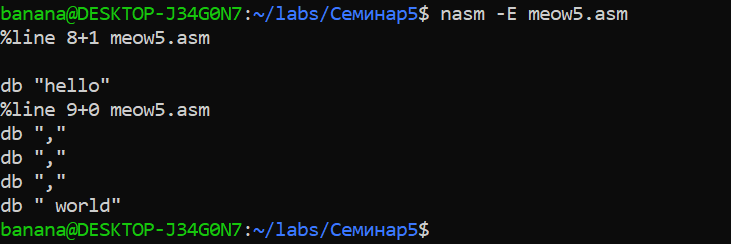 banana@DESKTOP-J34G0N7:~/labs/Семинар5$ nasm -E meow5.asm
%line 8+1 meow5.asm
db "hello"
%line 9+0 meow5.asm
db ","
db ","
db ","
db " world"
banana@DESKTOP-J34G0N7:~/labs/Семинар5$